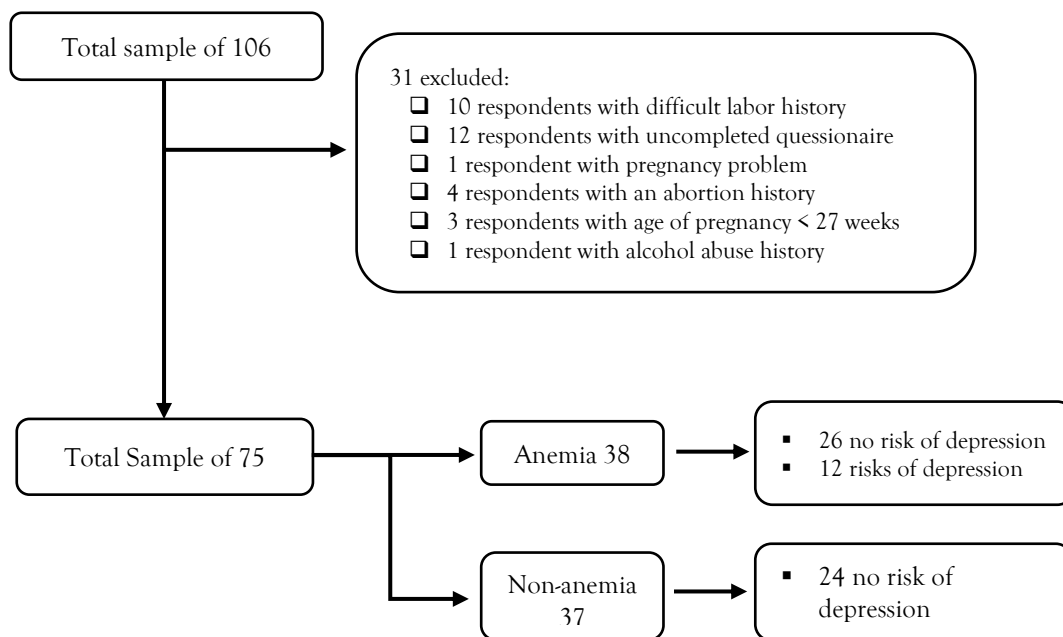 Total sample of 106
31 excluded:
❑ 10 respondents with difficult labor history
❑ 12 respondents with uncompleted quessionaire
❑ 1 respondent with pregnancy problem
❑ 4 respondents with an abortion history
❑ 3 respondents with age of pregnancy < 27 weeks
❑ 1 respondent with alcohol abuse history
Total Sample of 75
Anemia 38
▪ 26 no risk of depression
▪ 12 risks of depression
Non-anemia
37
▪ 24 no risk of
depression